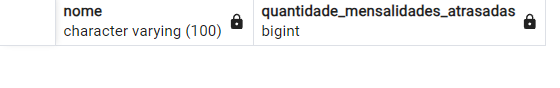 nome quantidade_mensalidades_atrasadas
character varying (100) bigint